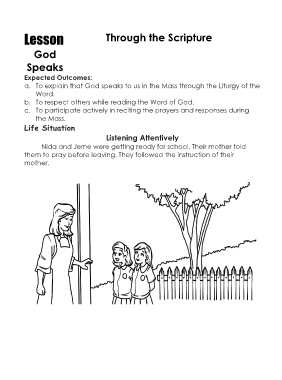 Lesson
Through the Scripture
God
Speaks
Expected Outcomes:
a. To explain that God speaks to us in the Mass through the Liturgy of the
Word.
b. To respect others while reading the Word of God.
c. To participate actively in reciting the prayers and responses during
the Mass.
Life Situation
Listening Attentively
Nida and Jeme were getting ready for school. Their mother told
them to pray before leaving. They followed the instruction of their
mother.